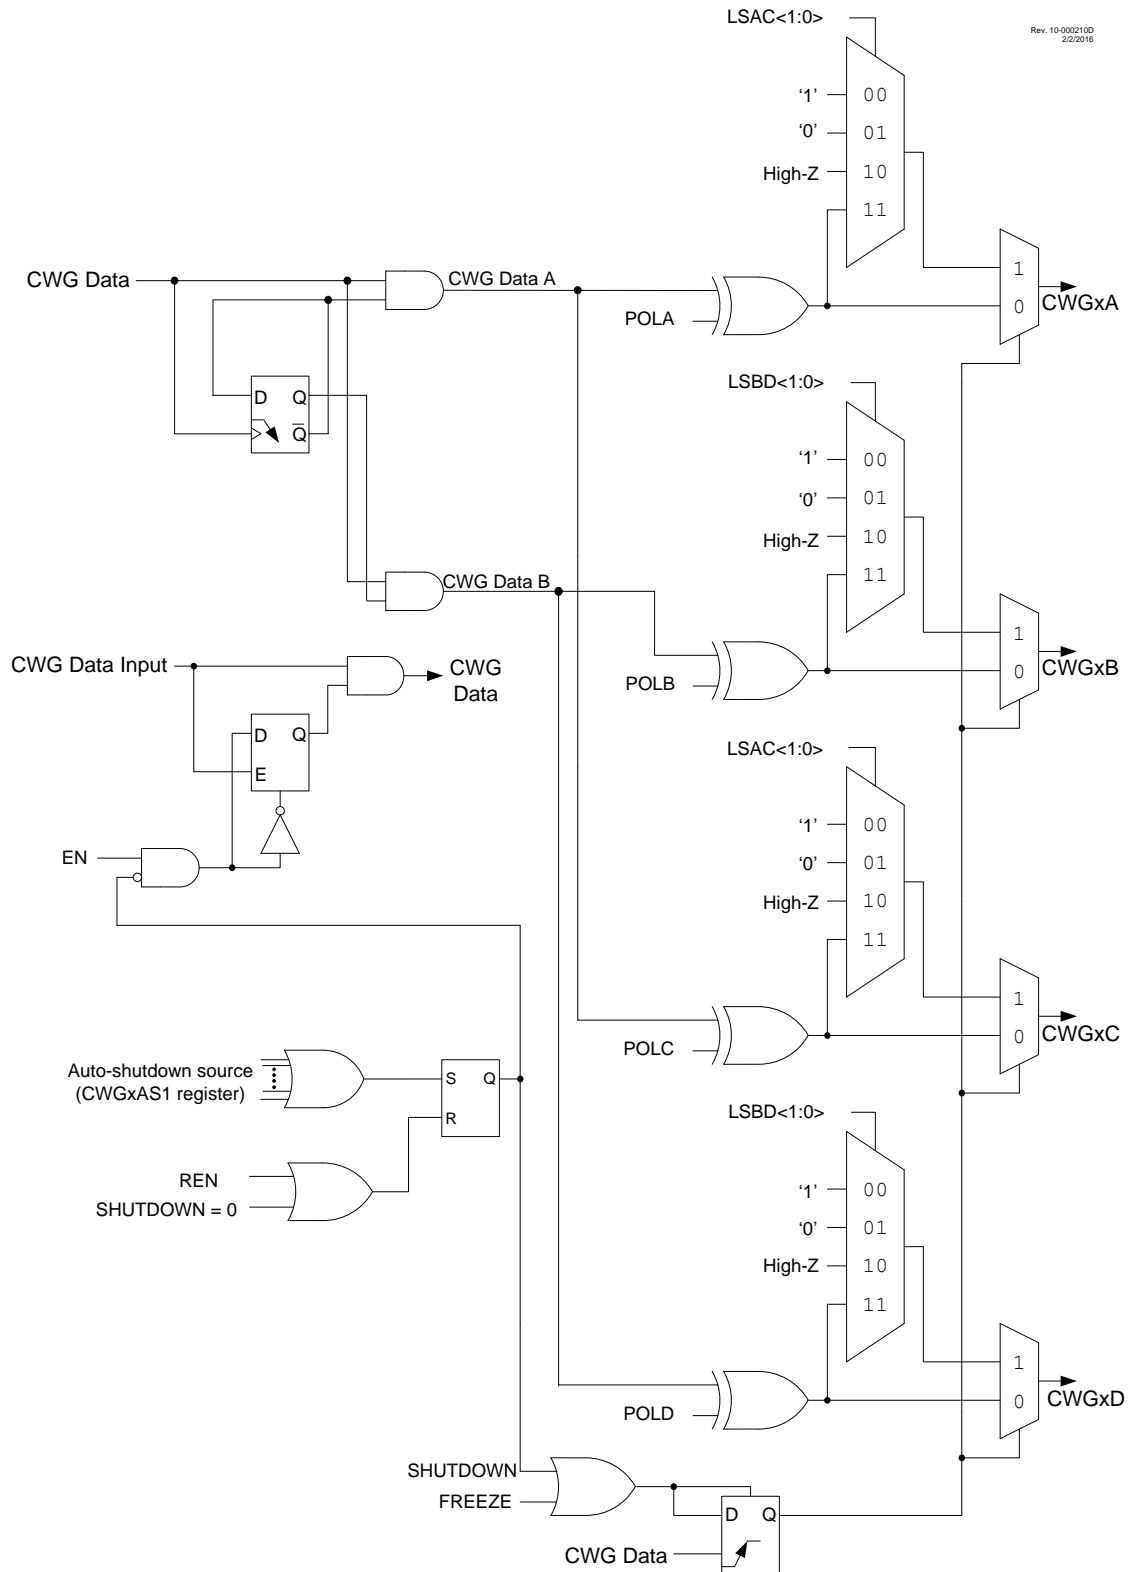 LSAC<1:0>
Rev. 10-000210D
2/2/2016
'1'
00
'0'
01
High-Z
10
11
CWG Data
CWG Data A
POLA
1
0
CWGxA
D
Q
Q
LSBD<1:0>
'1'
00
'0'
01
High-Z
10
11
CWG Data B
POLB
1
0
CWGxB
CWG Data Input
CWG
Data
D
Q
E
EN
LSAC<1:0>
'1'
00
'0'
01
High-Z
10
11
POLC
1
0
CWGxC
Auto-shutdown source
(CWGxAS1 register)
S
Q
R
REN
SHUTDOWN = 0
LSBD<1:0>
'1'
00
'0'
01
High-Z
10
11
POLD
1
0
CWGxD
SHUTDOWN
FREEZE
D
Q
CWG Data